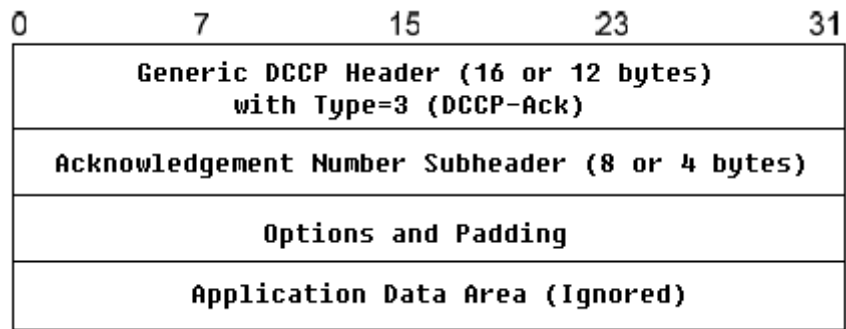 0 7 15 23 31
Generic DCCP Header (16 or 12 bytes)
with Type=3 (DCCP-Ack)
Acknowledgement Number Subheader (8 or 4 bytes)
Options and Padding
Application Data Area (Ignored)